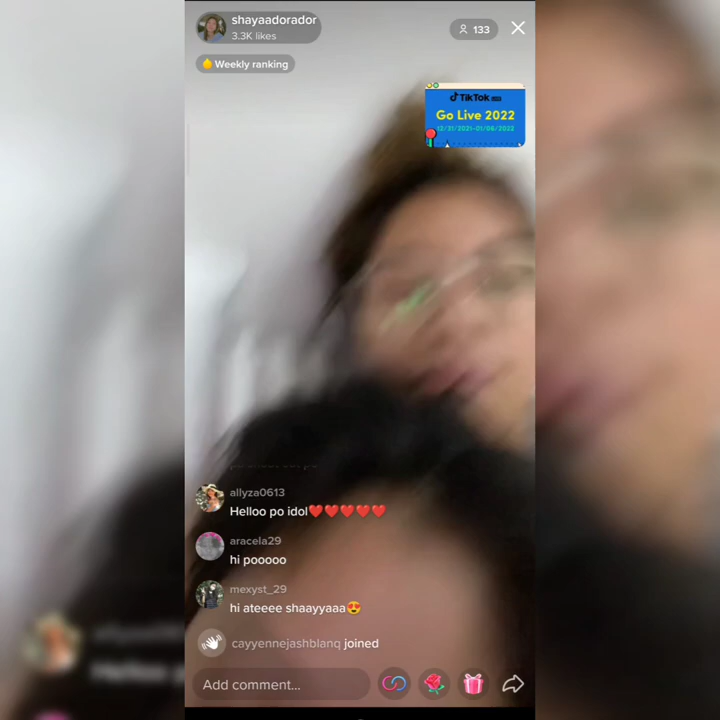 shayaadorador
3.3K likes
133
Weekly ranking
TikTok
Go Live 2022
12/31/2021-01/06/2022
allyza0613
Helloo po idol❤️❤️❤️❤️❤️
aracela29
hi pooooo
mexyst_29
hi ateeee shaayyaaa😍
cayyennejashblanq joined
Add comment...